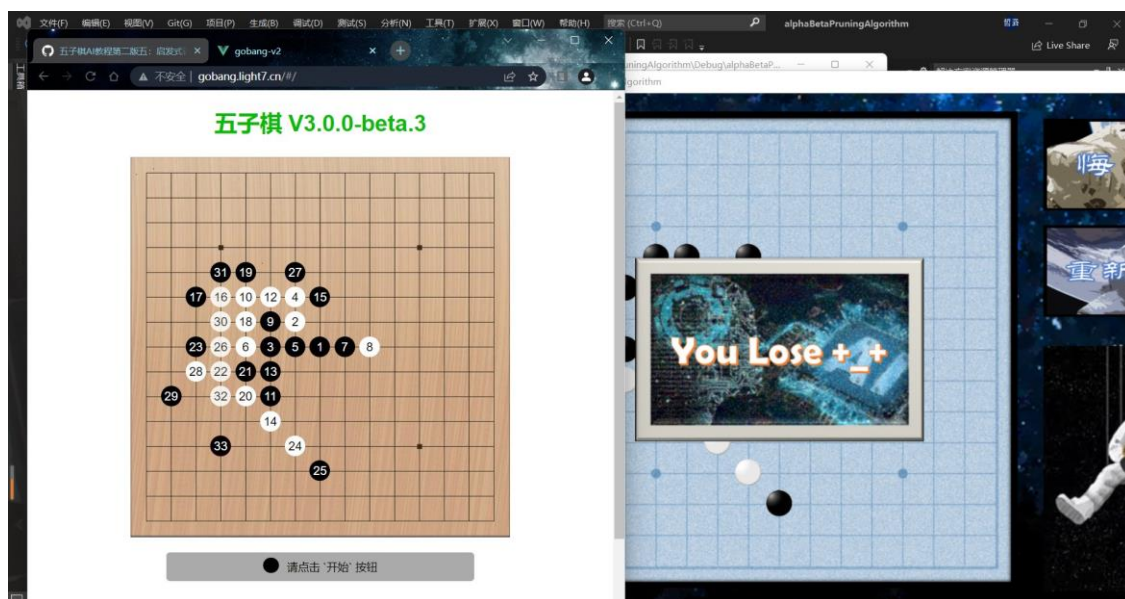 文件(F) 编辑(E) 视图(V) Git(G) 项目(P) 生成(B) 调试(D) 测试(S) 分析(N) 工具(T) 扩展(X) 窗口(W) 帮助(H) 搜索 (Ctrl+Q) alphaBetaPruningAlgorithm
Live Share
五子棋AI教程第二版五：启发式
gobang-v2
uningAlgorithm\Debug\alphaBetaP...
不安全 gobang.light7.cn/#/
gorithm
五子棋 V3.0.0-beta.3
悔
重新
31 19 27
17 16 10 12 4 15
30 18 9 2
23 26 6 3 5 1 7 8
28 22 21 13
29 32 20 11
14
33 24
25
You Lose +_+
请点击 `开始` 按钮